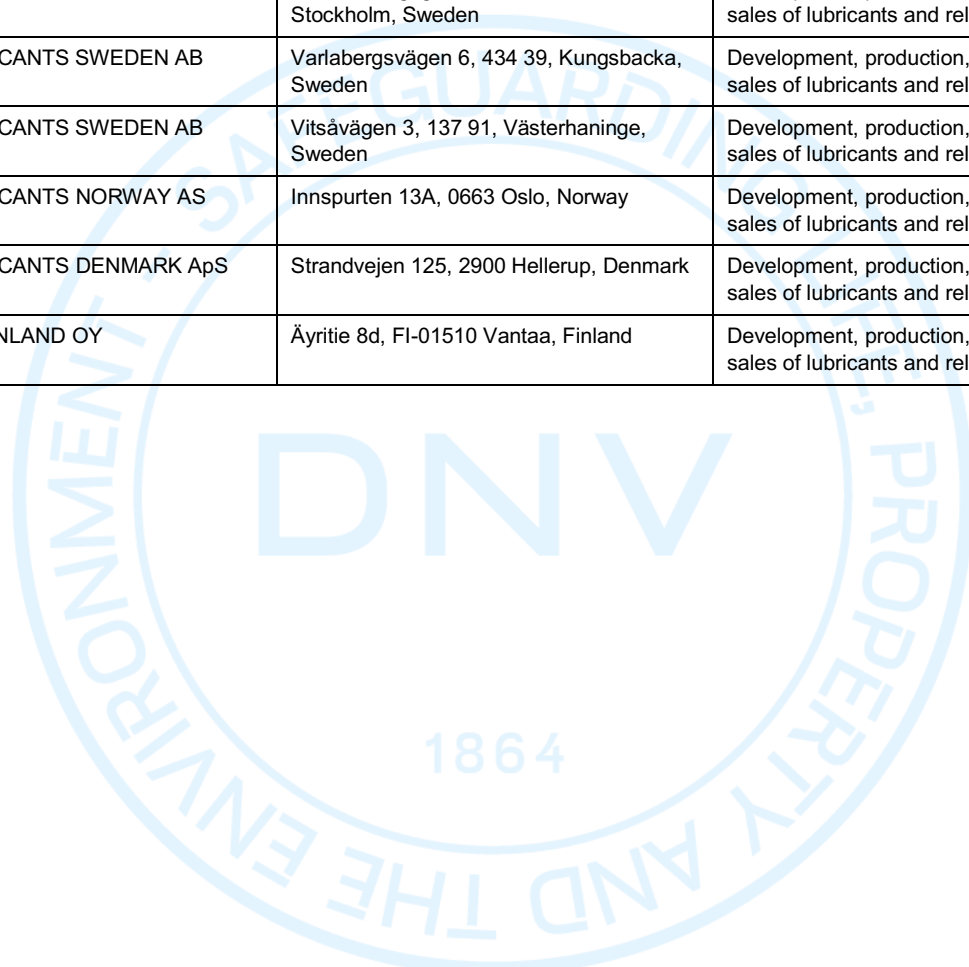 Stockholm, Sweden
sales of lubricants and rel
CANTS SWEDEN AB
Varlabergsvägen 6, 434 39, Kungsbacka,
Sweden
Development, production,
sales of lubricants and rel
CANTS SWEDEN AB
Vitsåvägen 3, 137 91, Västerhaninge,
Sweden
Development, production,
sales of lubricants and rel
CANTS NORWAY AS
Innspurten 13A, 0663 Oslo, Norway
Development, production,
sales of lubricants and rel
CANTS DENMARK ApS
Strandvejen 125, 2900 Hellerup, Denmark
Development, production,
sales of lubricants and rel
NLAND OY
Äyritie 8d, FI-01510 Vantaa, Finland
Development, production,
sales of lubricants and rel
SAFEGUARDING LIFE, PROPERTY AND THE ENVIRONMENT -
DNV
1864